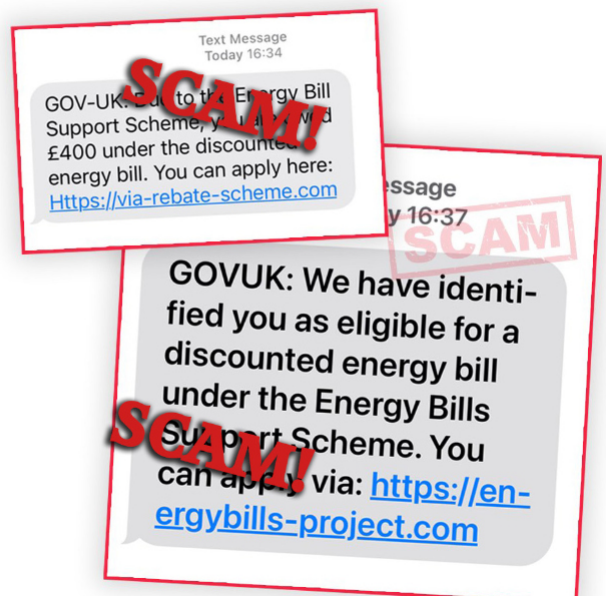 Text Message
Today 16:34
SCAM!
GOV-UK: Due to the Energy Bill
Support Scheme, you are owed
£400 under the discounted
energy bill. You can apply here:
Https://via-rebate-scheme.com
16:37
SCAM
GOVUK: We have identi-
fied you as eligible for a
discounted energy bill
under the Energy Bills
SCAM!
Support Scheme. You
can apply via: https://en-
ergybills-project.com